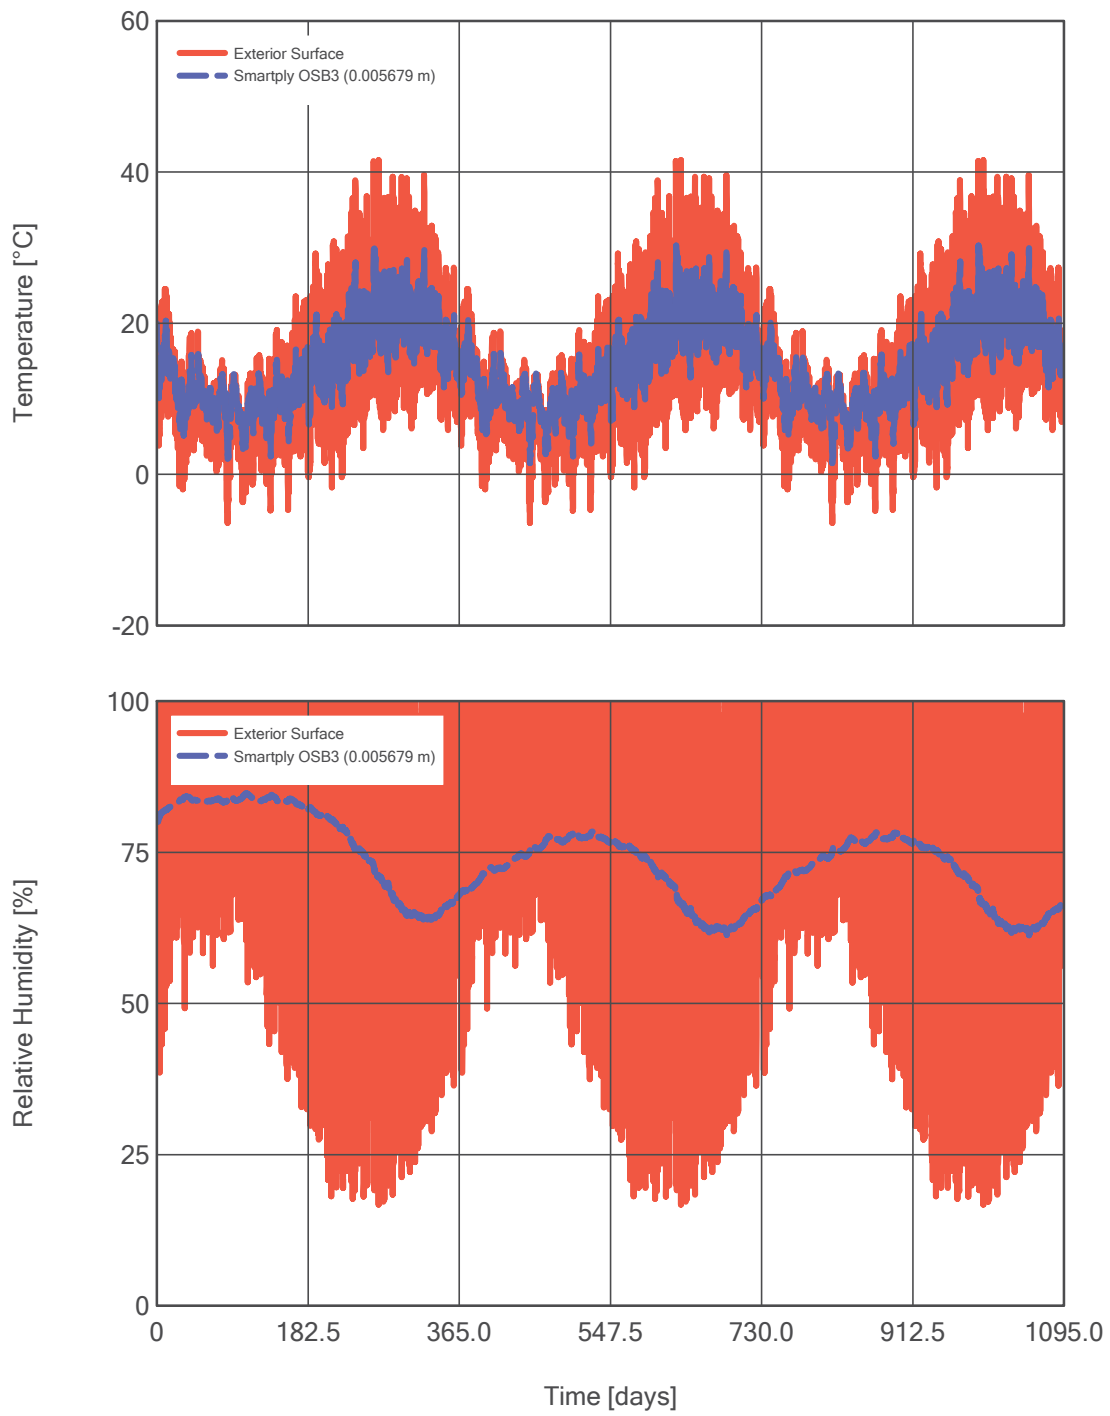 60
Exterior Surface
Smartply OSB3 (0.005679 m)
40
20
0
-20
Temperature [°C]
100
Exterior Surface
Smartply OSB3 (0.005679 m)
75
50
25
0
Relative Humidity [%]
0 182.5 365.0 547.5 730.0 912.5 1095.0
Time [days]